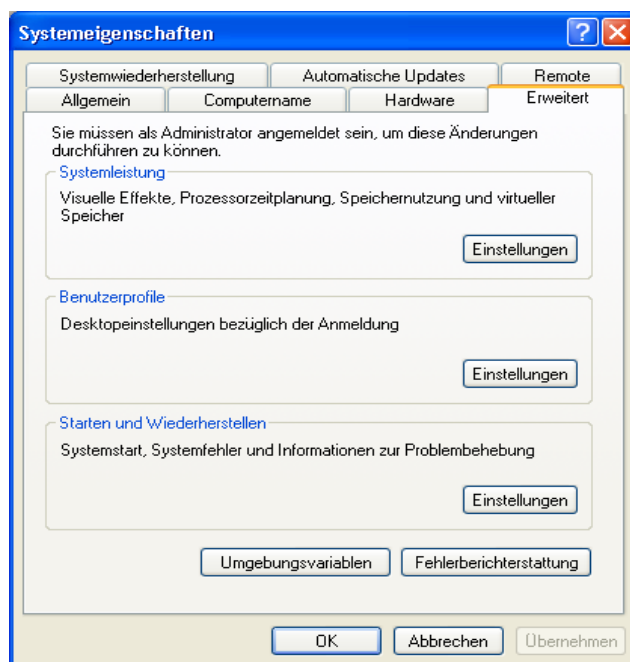 Systemeigenschaften
Systemwiederherstellung Automatische Updates Remote
Allgemein Computername Hardware Erweitert
Sie müssen als Administrator angemeldet sein, um diese Änderungen
durchführen zu können.
Systemleistung
Visuelle Effekte, Prozessorzeitplanung, Speichernutzung und virtueller
Speicher
Einstellungen
Benutzerprofile
Desktopeinstellungen bezüglich der Anmeldung
Einstellungen
Starten und Wiederherstellen
Systemstart, Systemfehler und Informationen zur Problembehebung
Einstellungen
Umgebungsvariablen Fehlerberichterstattung
OK Abbrechen Übernehmen